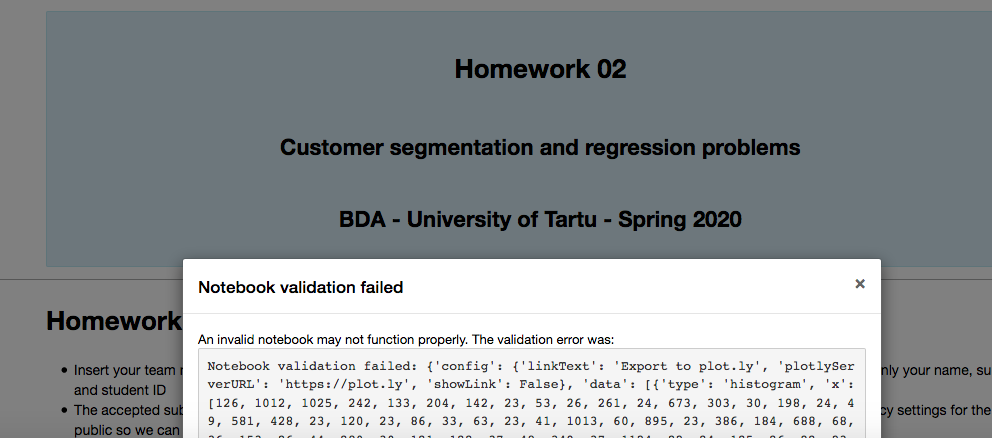 Homework 02
Customer segmentation and regression problems
BDA - University of Tartu - Spring 2020
Notebook validation failed
×
Homework
An invalid notebook may not function properly. The validation error was:
Notebook validation failed: {'config': {'linkText': 'Export to plot.ly', 'plotlySer
verURL': 'https://plot.ly', 'showLink': False}, 'data': [{'type': 'histogram', 'x':
[126, 1012, 1025, 242, 133, 204, 142, 23, 53, 26, 261, 24, 673, 303, 30, 198, 24, 4
9, 581, 428, 23, 120, 23, 86, 33, 63, 23, 41, 1013, 60, 895, 23, 386, 184, 688, 68,
Insert your team
nly your name, su
and student ID
The accepted sub
cy settings for the
public so we can